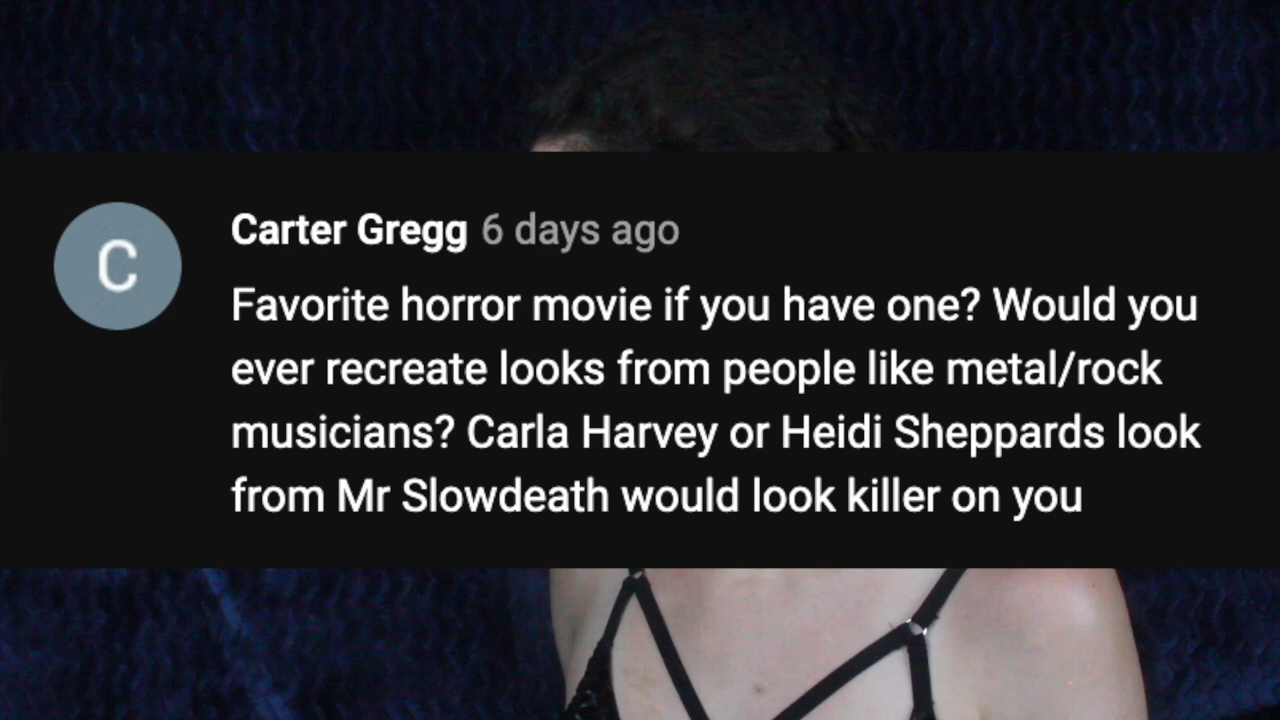 C
Carter Gregg 6 days ago
Favorite horror movie if you have one? Would you
ever recreate looks from people like metal/rock
musicians? Carla Harvey or Heidi Sheppards look
from Mr Slowdeath would look killer on you